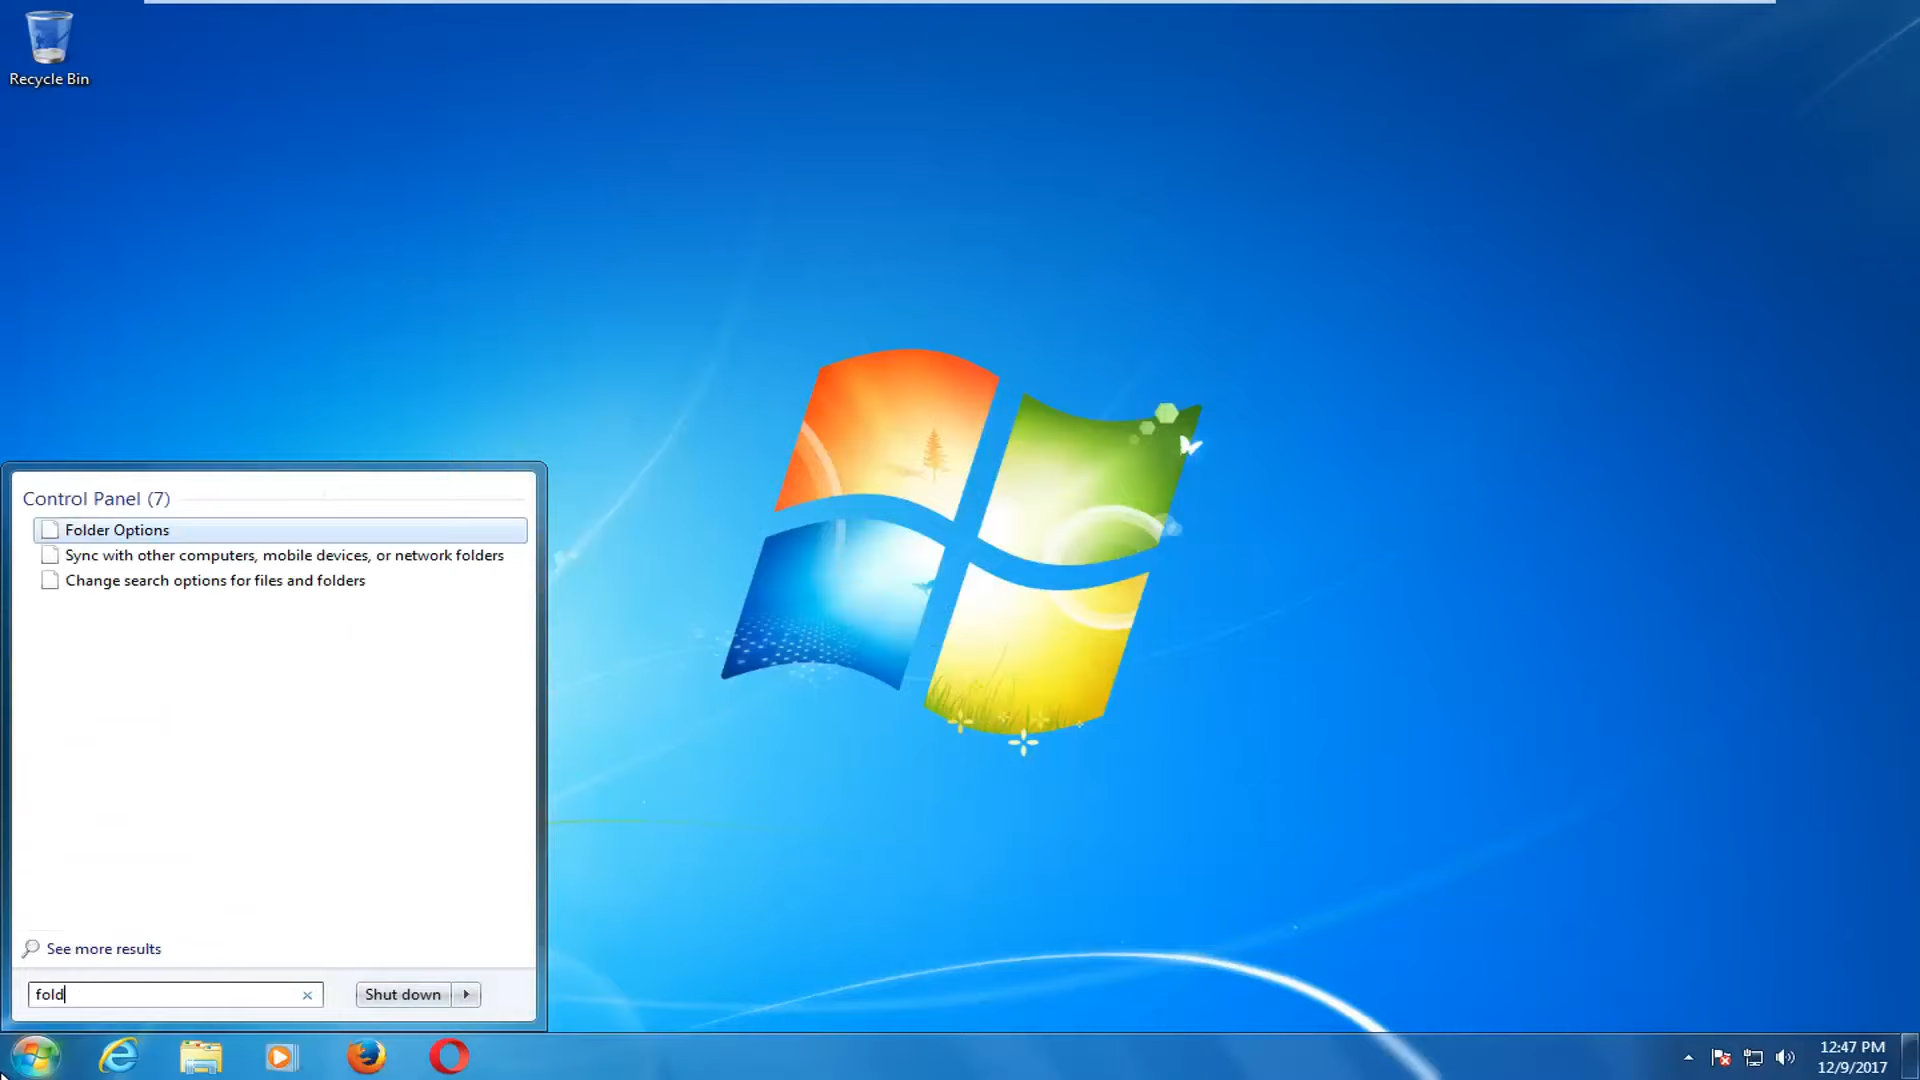 Recycle Bin
Control Panel (7)
Folder Options
Sync with other computers, mobile devices, or network folders
Change search options for files and folders
See more results
fold
Shut down
12:47 PM
12/9/2017